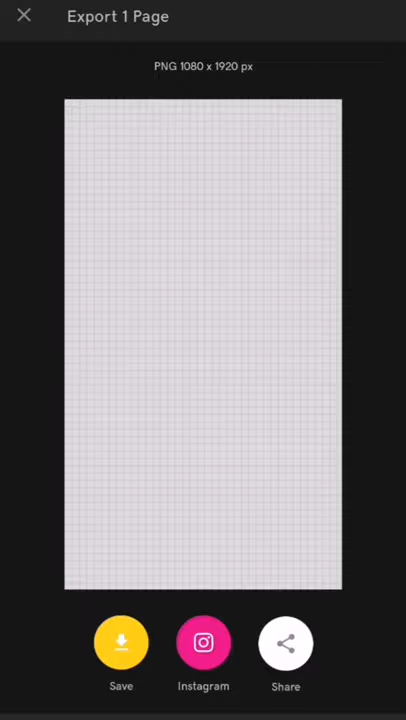 Export 1 Page
PNG 1080 x 1920 px
Save
Instagram
Share